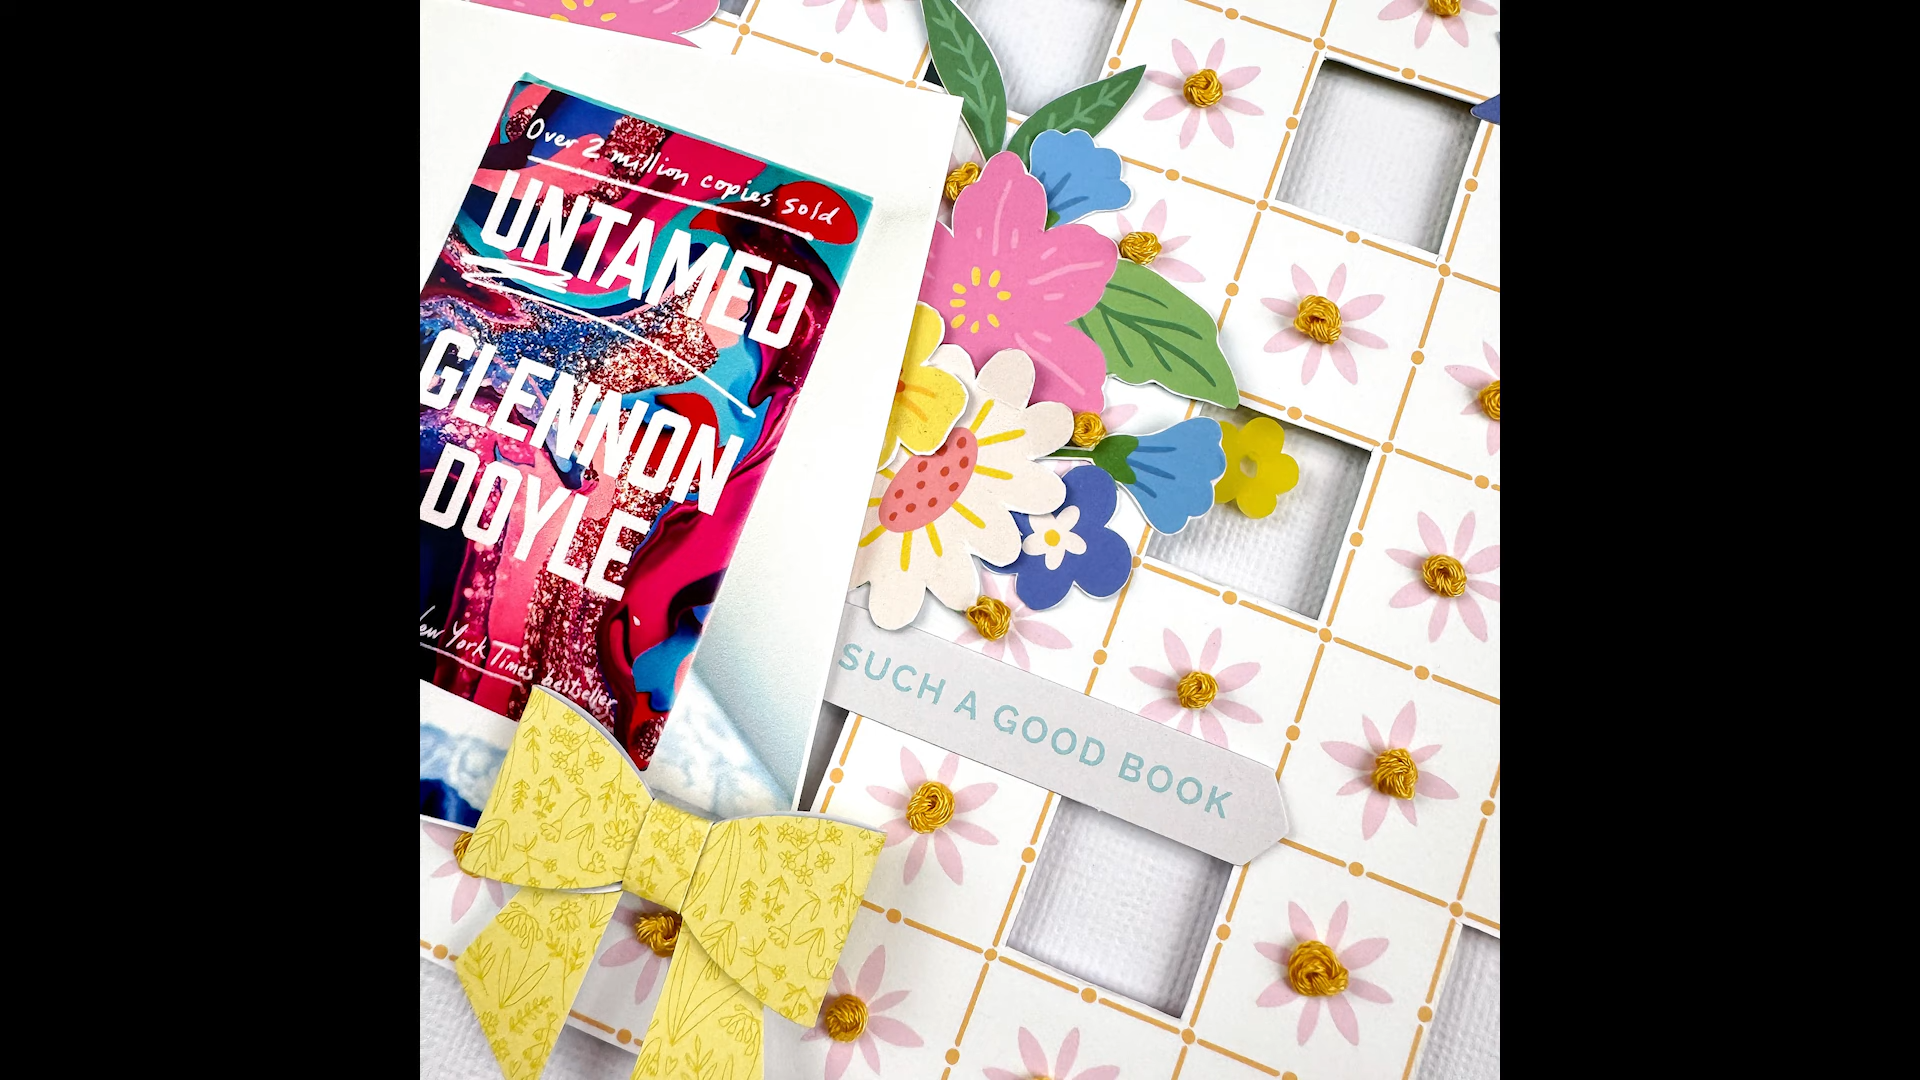 Over 2 million copies sold
UNTAMED
GLENNON
DOYLE
New York Times bestseller
SUCH A GOOD BOOK